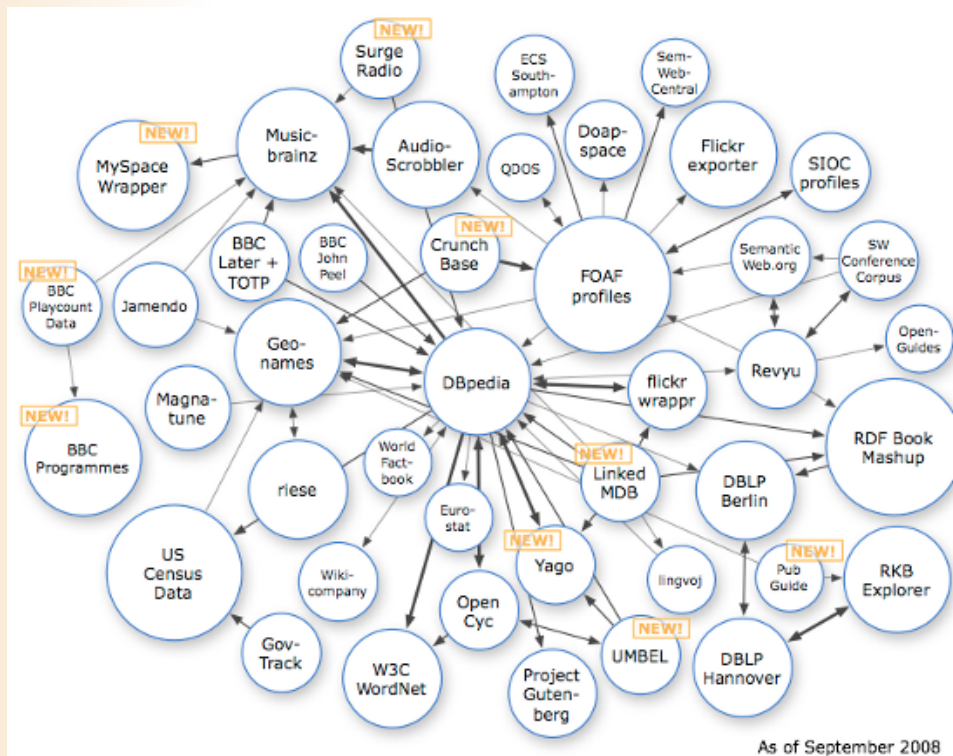 NEW!
Surge
Radio
ECS
South-
ampton
Sem-
Web-
Central
NEW!
MySpace
Wrapper
Music-
brainz
Audio-
Scrobbler
QDOS
Doap-
space
Flickr
exporter
SIOC
profiles
NEW!
BBC
Playcount
Data
Jamendo
BBC
Later +
TOTP
BBC
John
Peel
NEW!
Crunch
Base
FOAF
profiles
Semantic
Web.org
SW
Conference
Corpus
Geo-
names
DBpedia
flickr
wrappr
Revyu
Open-
Guides
Magna-
tune
NEW!
BBC
Programmes
riese
World
Fact-
book
NEW!
Linked
MDB
DBLP
Berlin
RDF Book
Mashup
US
Census
Data
Euro-
stat
Wiki-
company
NEW!
Yago
lingvoj
NEW!
Pub
Guide
RKB
Explorer
Gov-
Track
W3C
WordNet
Open
Cyc
Project
Guten-
berg
NEW!
UMBEL
DBLP
Hannover
As of September 2008